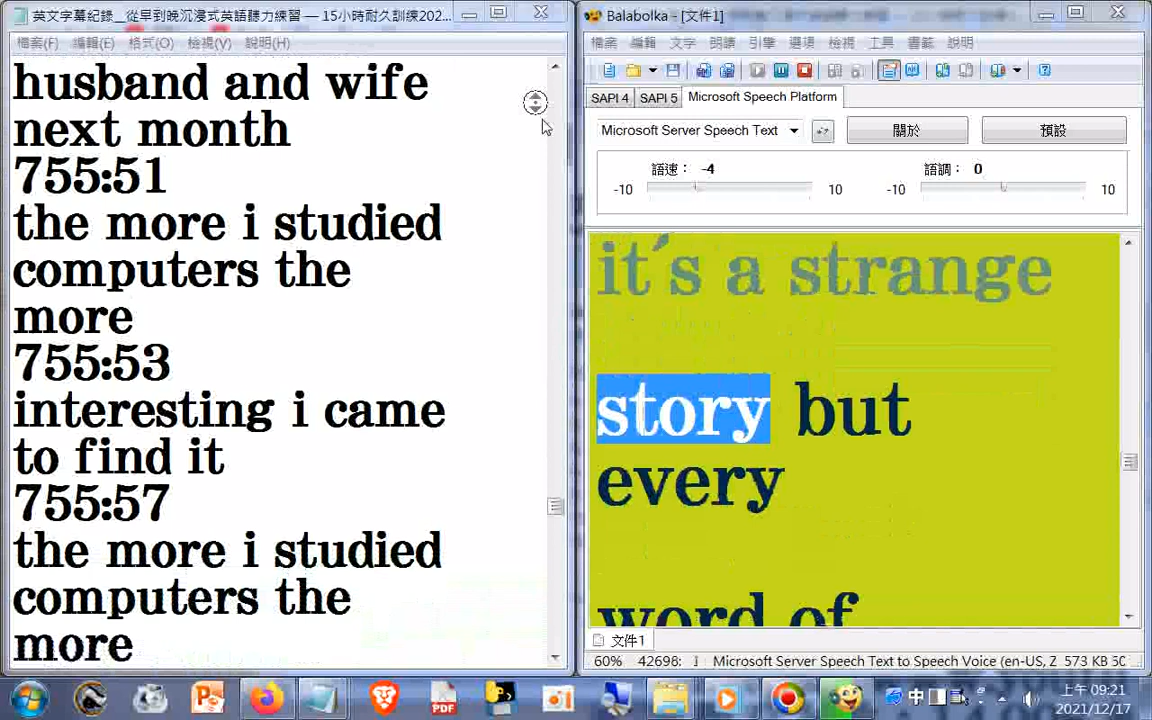 英文字幕紀錄__從早到晚沉浸式英語聽力練習 — 15小時耐久訓練202...
檔案(F) 編輯(E) 格式(O) 檢視(V) 說明(H)
husband and wife
next month
755:51
the more i studied
computers the
more
755:53
interesting i came
to find it
755:57
the more i studied
computers the
more
Balabolka - [文件1]
檔案 編輯 文字 朗讀 引擎 選項 檢視 工具 書籤 說明
SAPI 4 SAPI 5 Microsoft Speech Platform
Microsoft Server Speech Text 關於 預設
語速： -4 語調： 0
-10 10 -10 10
it's a strange
story but
every
word of
文件1
60% 42698: Microsoft Server Speech Text to Speech Voice (en-US, Z 573 KB
中 上午 09:21
2021/12/17